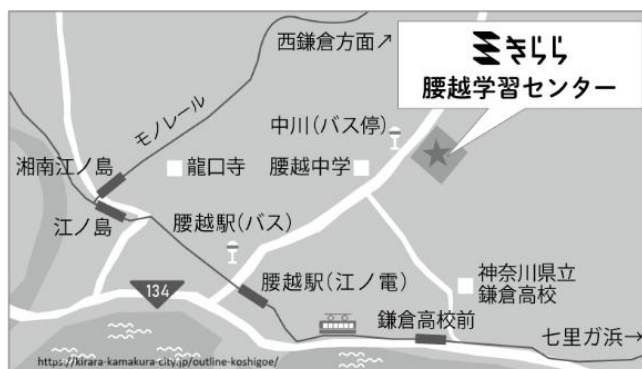 西鎌倉方面↗
きらら
腰越学習センター
モノレール
中川(バス停)
湘南江ノ島
龍口寺
腰越中学
江ノ島
腰越駅(バス)
134
腰越駅(江ノ電)
神奈川県立
鎌倉高校
鎌倉高校前
七里ガ浜→
https://kirara-kamakura-city.jp/outline-koshigoe/